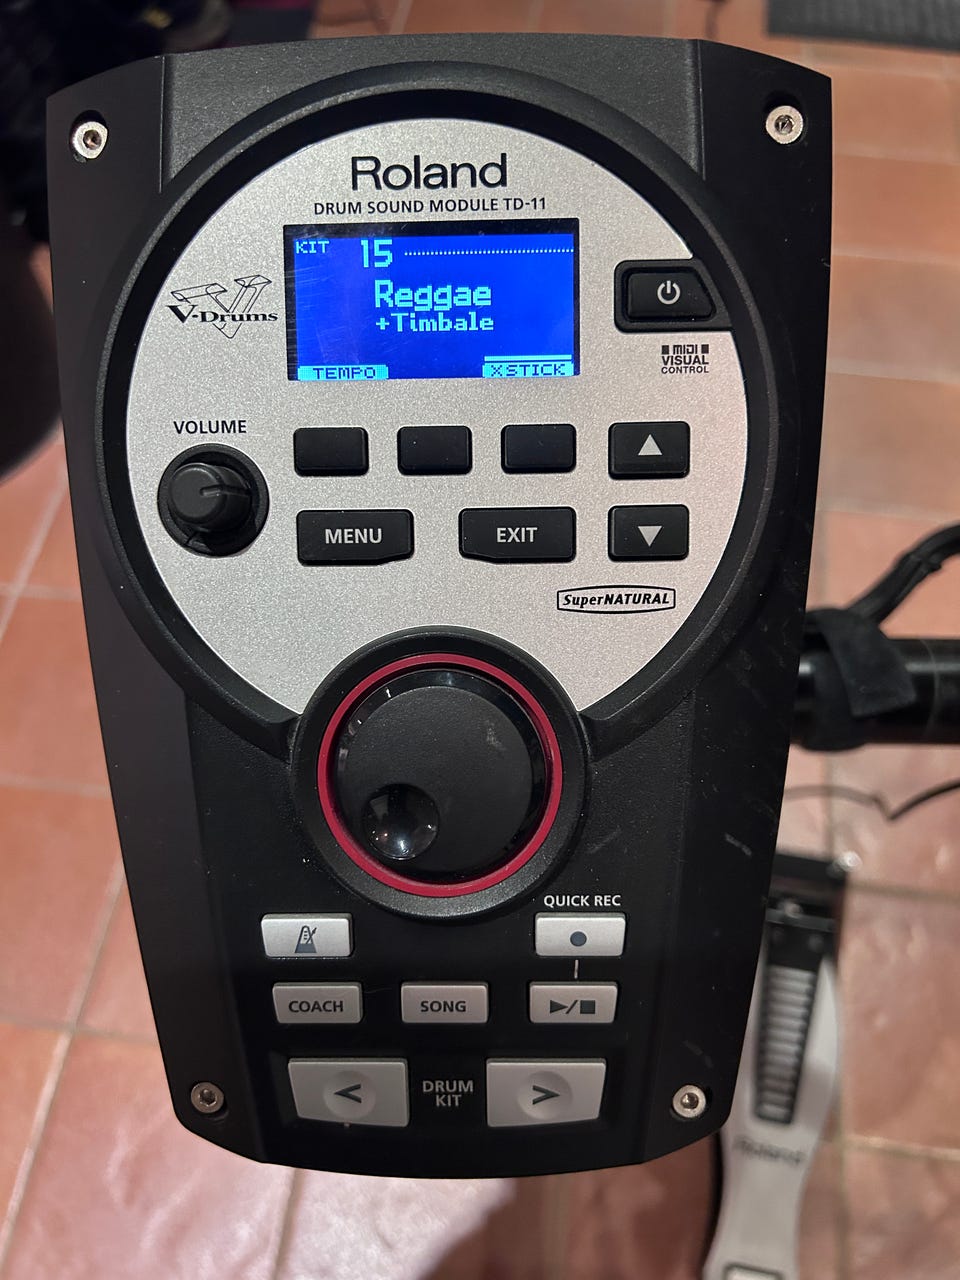 Roland
DRUM SOUND MODULE TD-11
KIT 15
Reggae
+Timbale
TEMPO XSTICK
V-Drums
MIDI
VISUAL
CONTROL
VOLUME
MENU EXIT
SuperNATURAL
QUICK REC
COACH SONG
DRUM
KIT
Roland